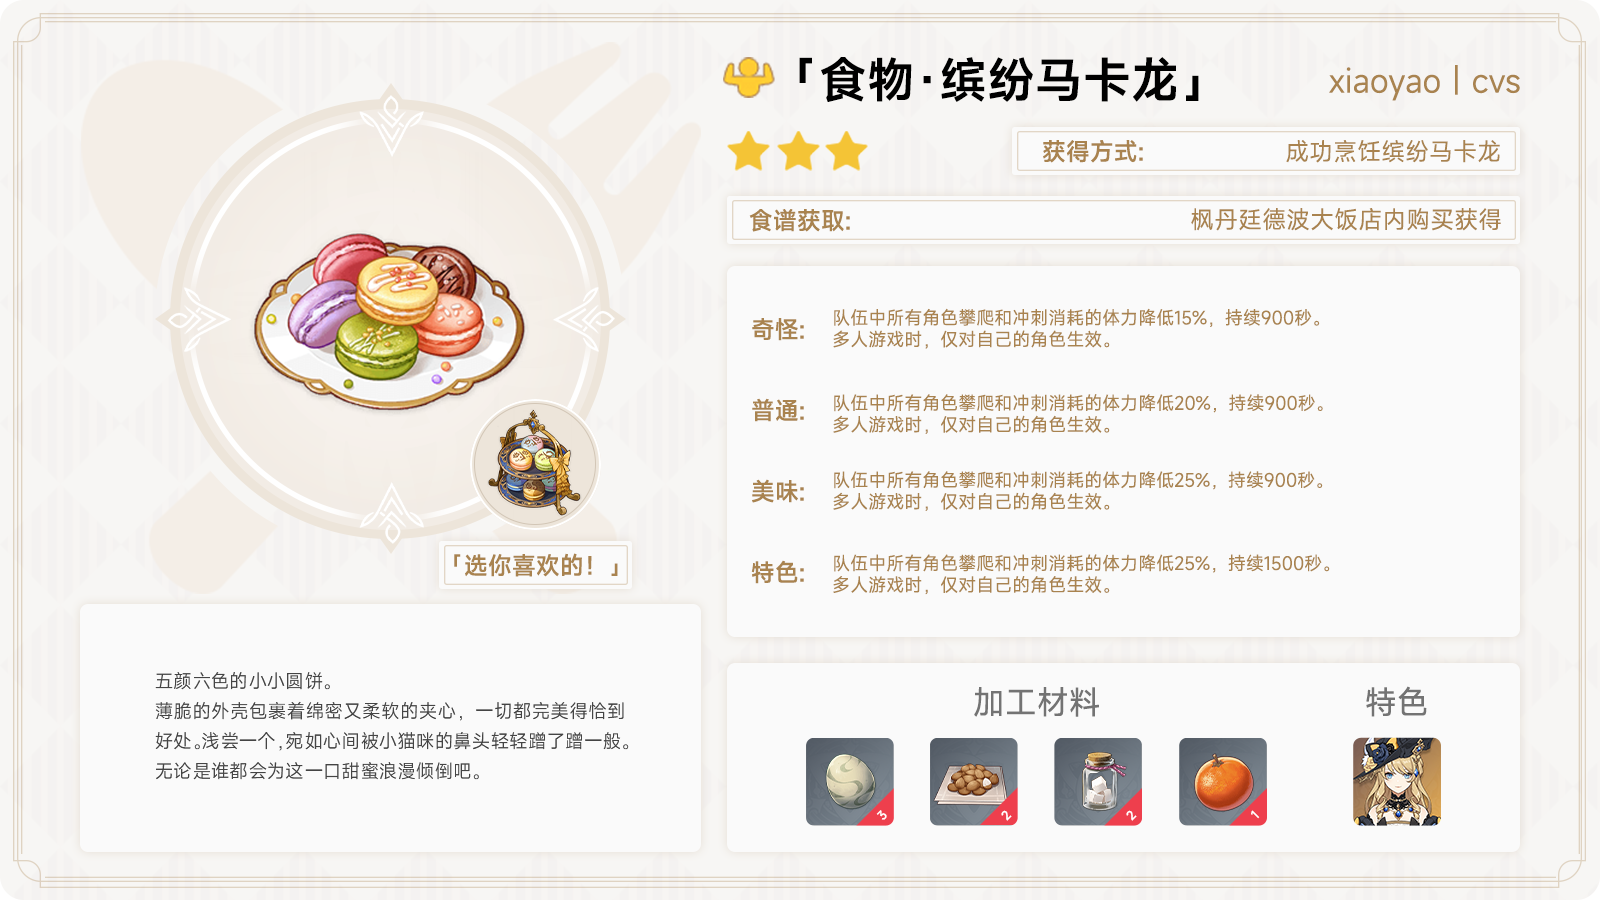 「食物·缤纷马卡龙」
xiaoyao | cvs
获得方式: 成功烹饪缤纷马卡龙
食谱获取: 枫丹廷德波大饭店内购买获得
奇怪: 队伍中所有角色攀爬和冲刺消耗的体力降低15%，持续900秒。
多人游戏时，仅对自己的角色生效。
普通: 队伍中所有角色攀爬和冲刺消耗的体力降低20%，持续900秒。
多人游戏时，仅对自己的角色生效。
美味: 队伍中所有角色攀爬和冲刺消耗的体力降低25%，持续900秒。
多人游戏时，仅对自己的角色生效。
特色: 队伍中所有角色攀爬和冲刺消耗的体力降低25%，持续1500秒。
多人游戏时，仅对自己的角色生效。
「选你喜欢的！」
五颜六色的小小圆饼。
薄脆的外壳包裹着绵密又柔软的夹心，一切都完美得恰到
好处。浅尝一个，宛如心间被小猫咪的鼻头轻轻蹭了蹭一般。
无论是谁都会为这一口甜蜜浪漫倾倒吧。
加工材料 特色
3 2 2 1